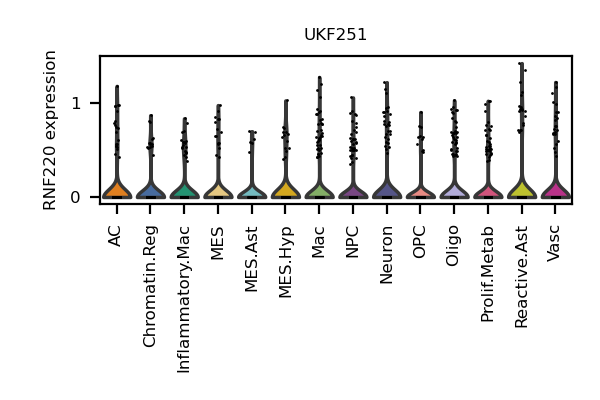 UKF251
RNF220 expression
1
0
AC
Chromatin.Reg
Inflammatory.Mac
MES
MES.Ast
MES.Hyp
Mac
NPC
Neuron
OPC
Oligo
Prolif.Metab
Reactive.Ast
Vasc